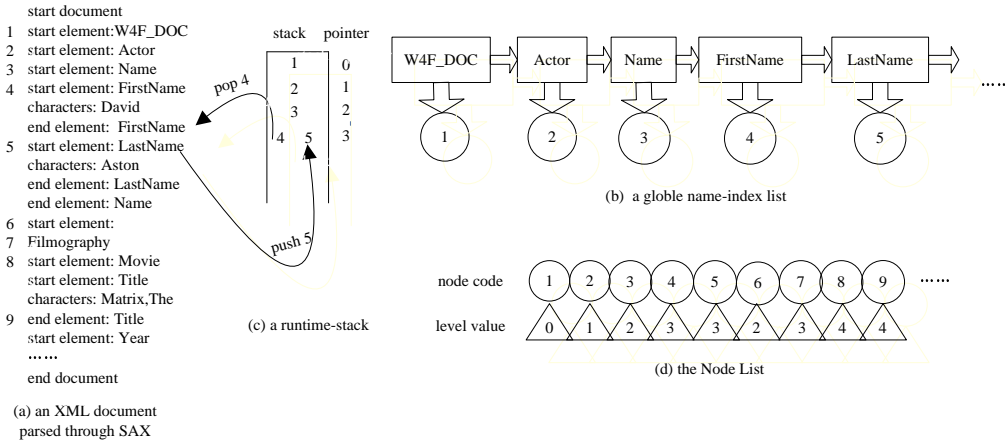 start document
1 start element:W4F_DOC
2 start element: Actor
3 start element: Name
4 start element: FirstName
characters: David
end element: FirstName
5 start element: LastName
characters: Aston
end element: LastName
end element: Name
6 start element:
7 Filmography
8 start element: Movie
start element: Title
characters: Matrix,The
9 end element: Title
start element: Year
······
end document
(a) an XML document
parsed through SAX
stack pointer
1 0
2 1
3 2
4 5 3
pop 4
push 5
(c) a runtime-stack
W4F_DOC Actor Name FirstName LastName
······
1 2 3 4 5
(b) a globle name-index list
node code 1 2 3 4 5 6 7 8 9 ······
level value 0 1 2 3 3 2 3 4 4
(d) the Node List